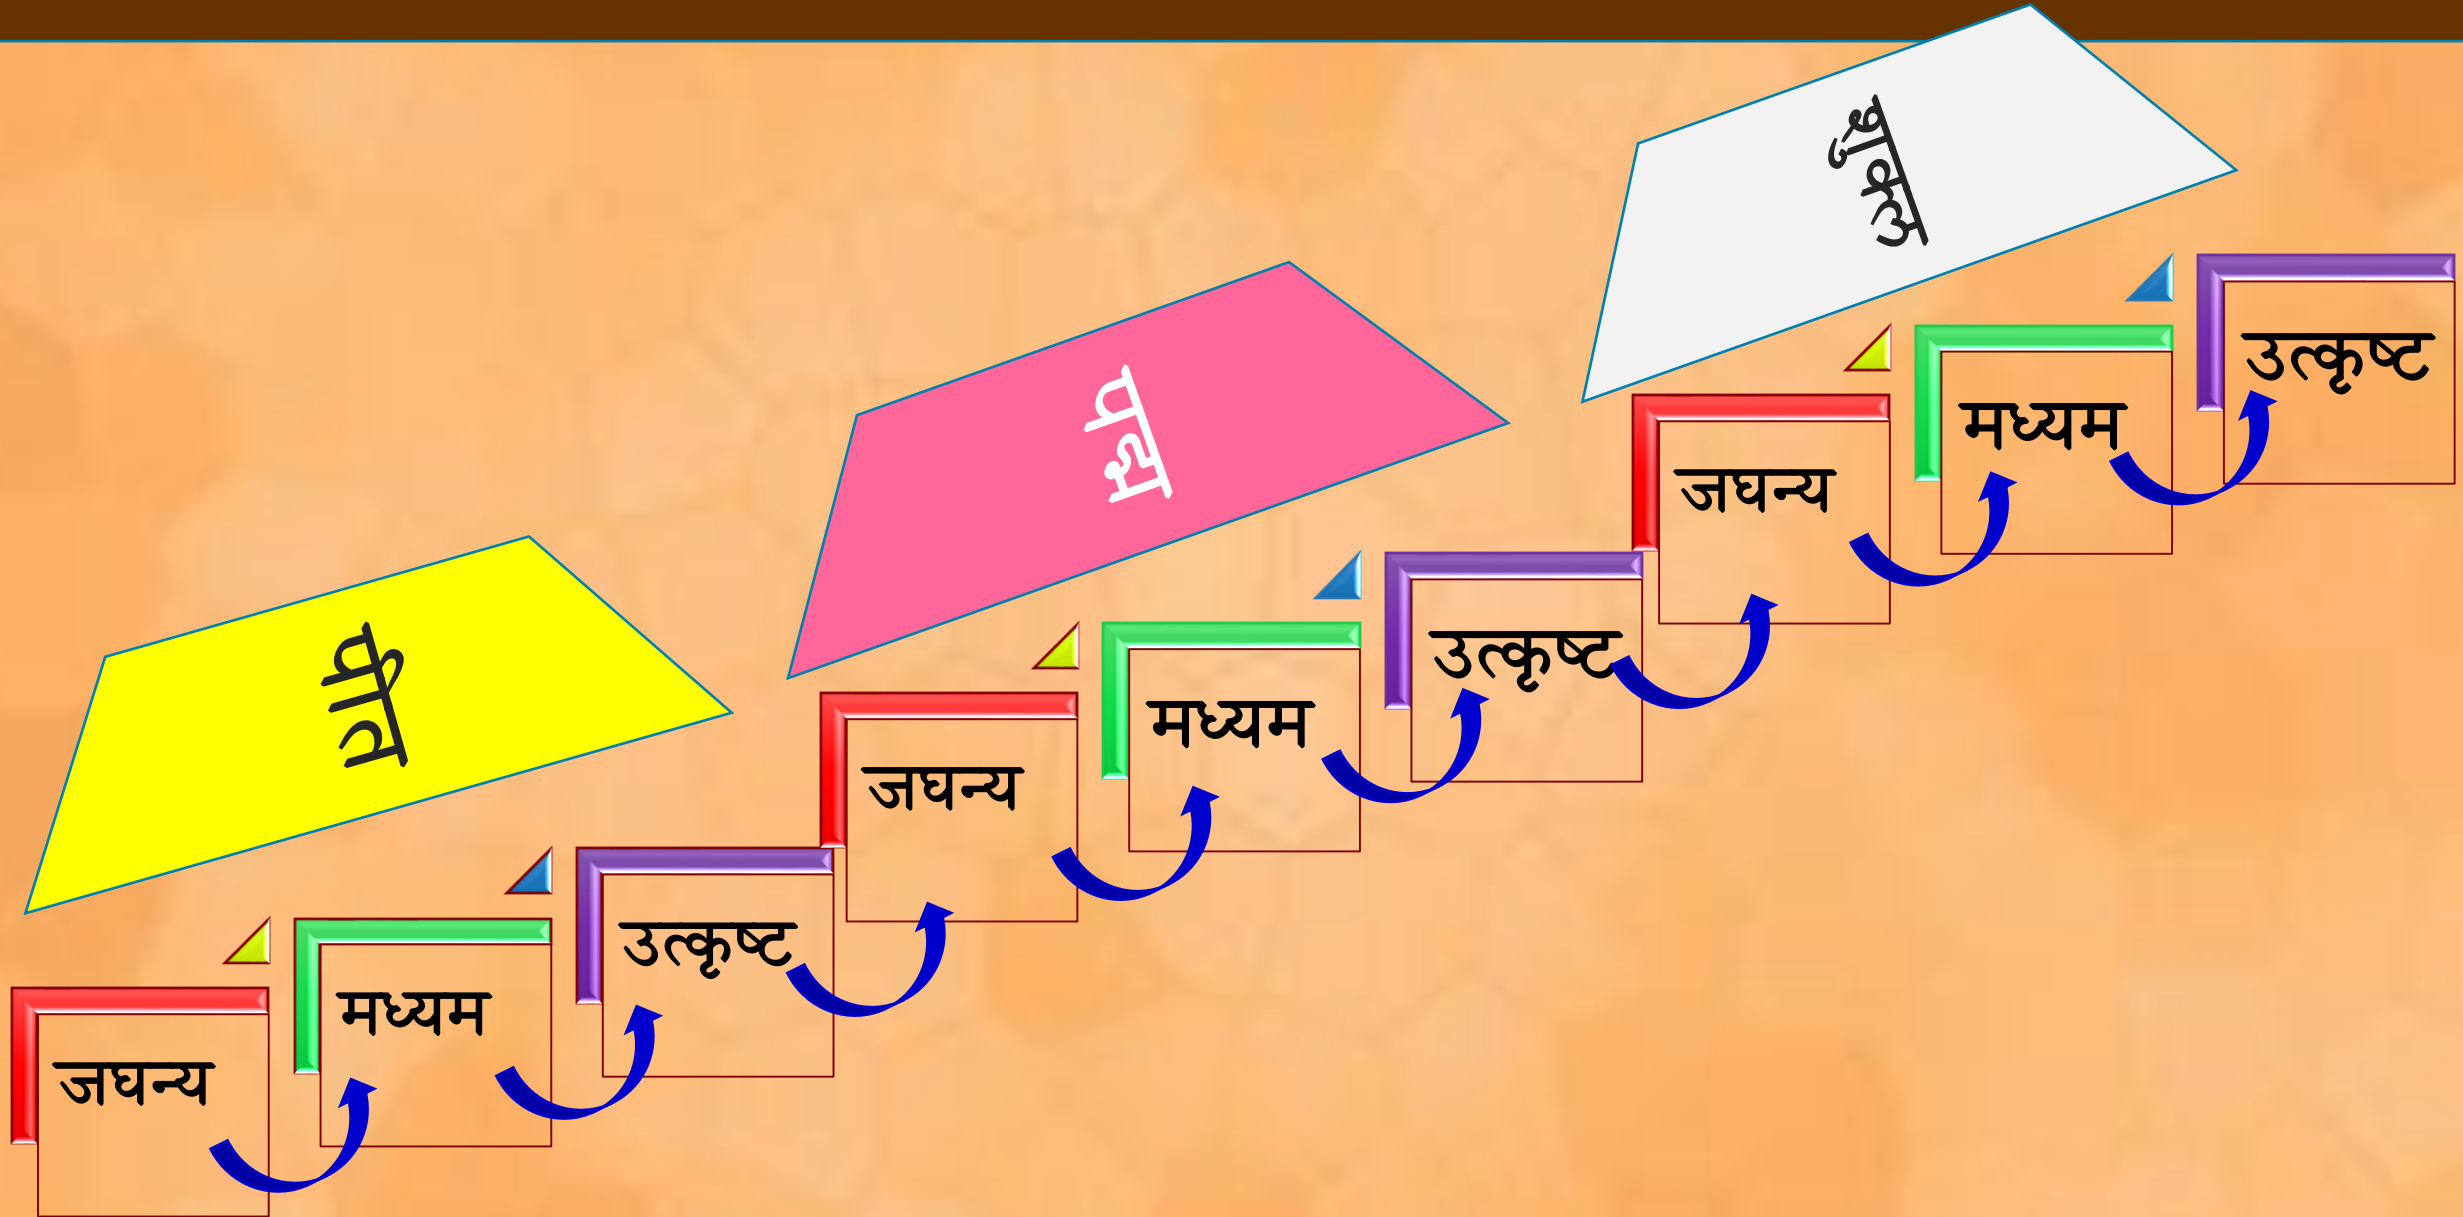 पीत
जघन्य
मध्यम
उत्कृष्ट
पद्म
जघन्य
मध्यम
उत्कृष्ट
शुक्ल
जघन्य
मध्यम
उत्कृष्ट